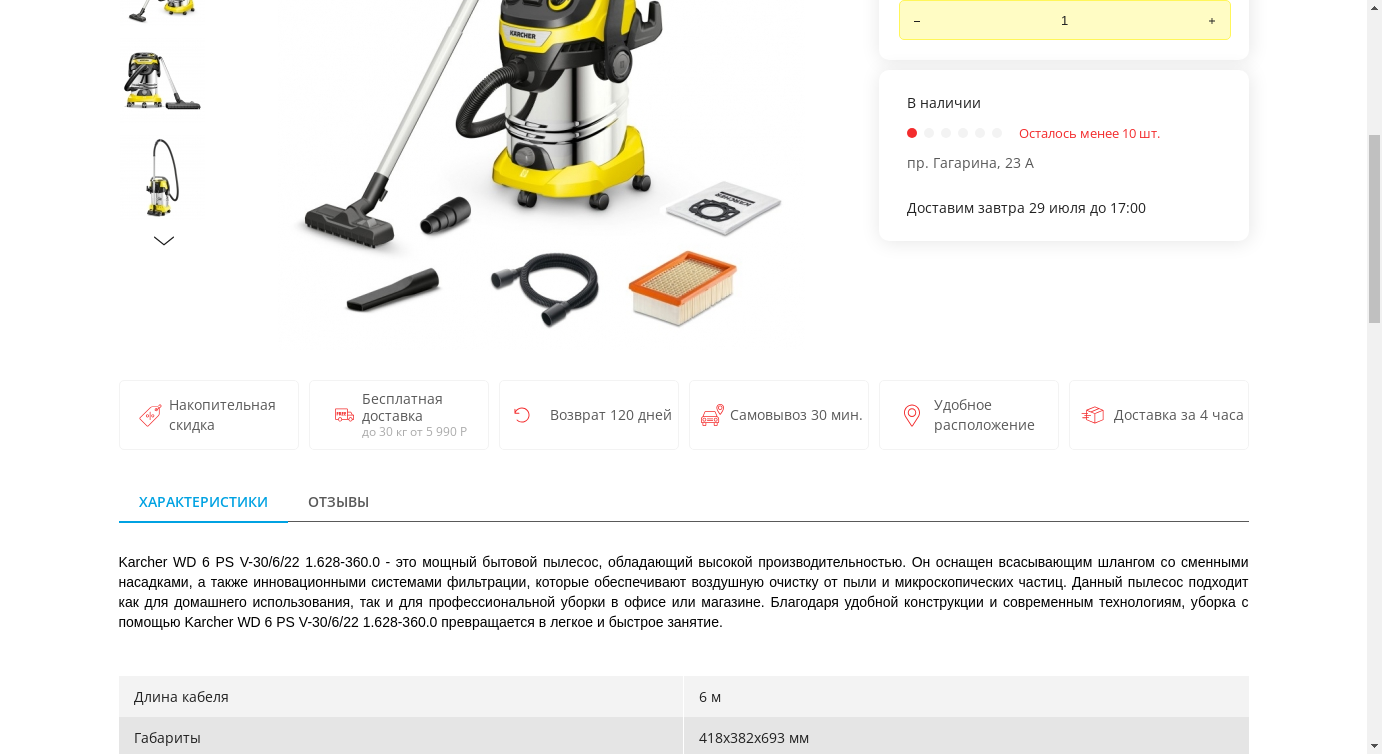 KARCHER
− 1 +
В наличии
Осталось менее 10 шт.
пр. Гагарина, 23 А
Доставим завтра 29 июля до 17:00
KARCHER
Накопительная
скидка
FREE
Бесплатная
доставка
до 30 кг от 5 990 Р
Возврат 120 дней
Самовывоз 30 мин.
Удобное
расположение
Доставка за 4 часа
ХАРАКТЕРИСТИКИ ОТЗЫВЫ
Karcher WD 6 PS V-30/6/22 1.628-360.0 - это мощный бытовой пылесос, обладающий высокой производительностью. Он оснащен всасывающим шлангом со сменными
насадками, а также инновационными системами фильтрации, которые обеспечивают воздушную очистку от пыли и микроскопических частиц. Данный пылесос подходит
как для домашнего использования, так и для профессиональной уборки в офисе или магазине. Благодаря удобной конструкции и современным технологиям, уборка с
помощью Karcher WD 6 PS V-30/6/22 1.628-360.0 превращается в легкое и быстрое занятие.
Длина кабеля 6 м
Габариты 418x382x693 мм